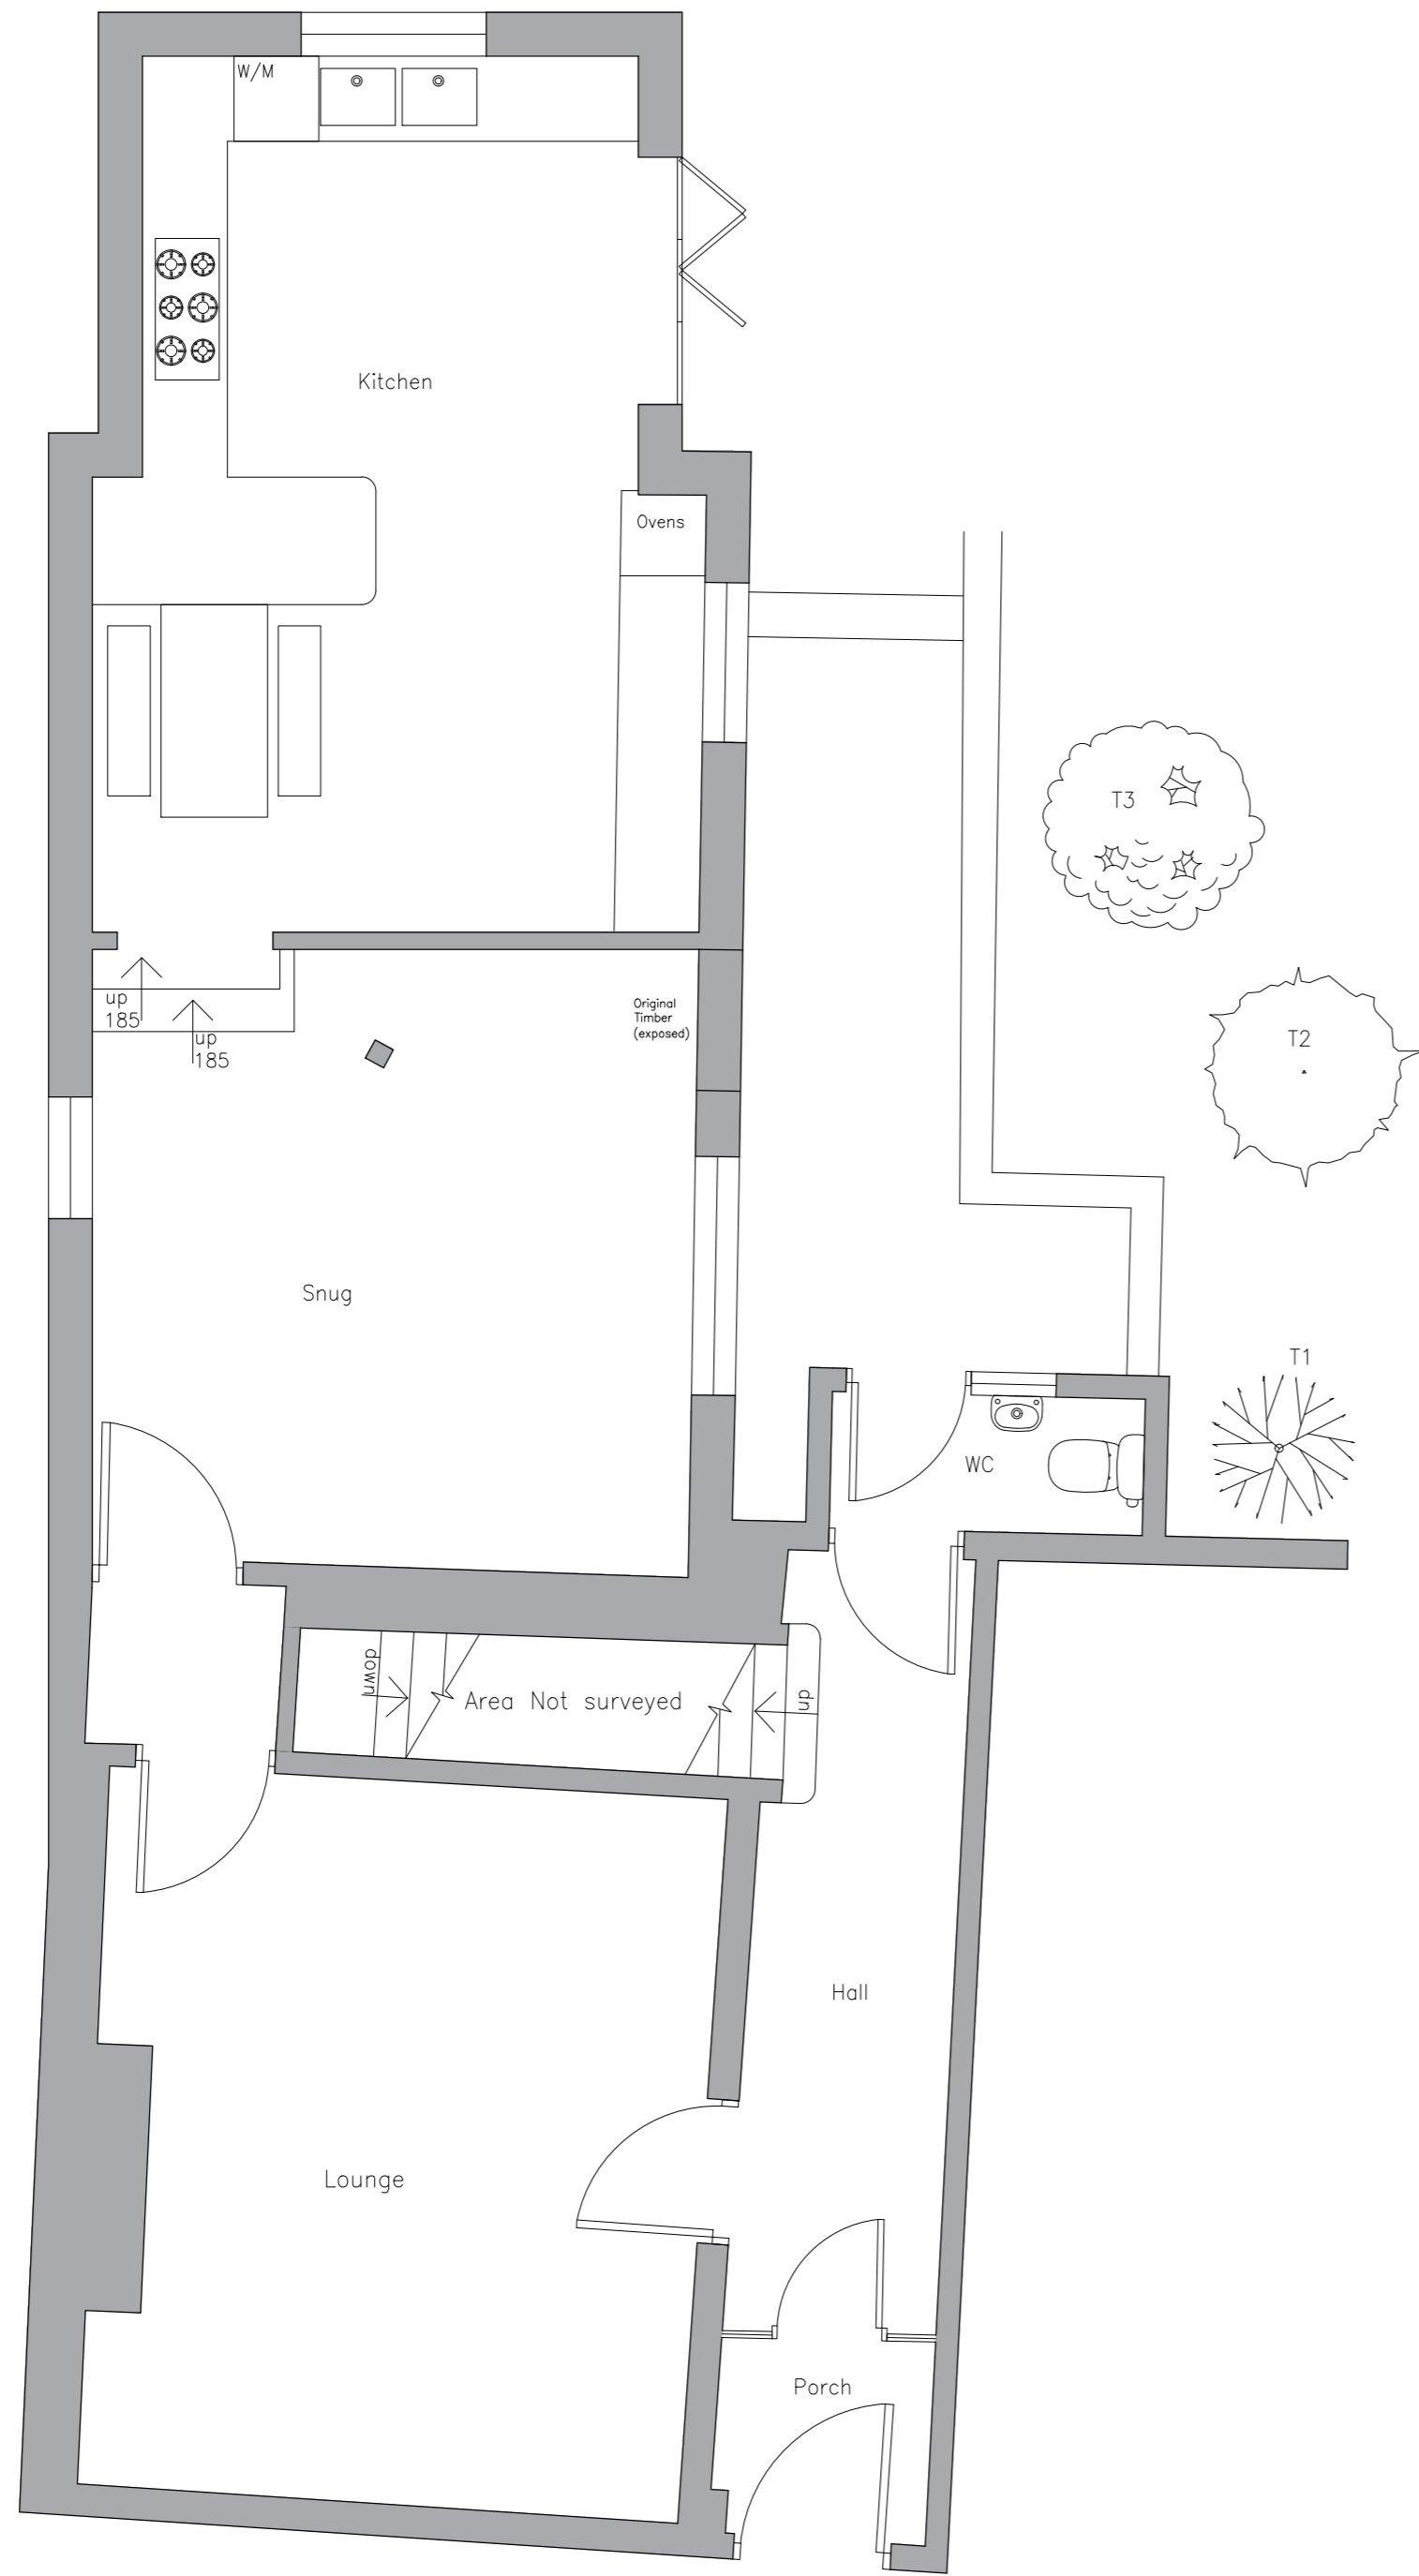 W/M
Kitchen
Ovens
T3
up
185
up
185
Original
Timber
(exposed)
T2
Snug
T1
WC
down
Area Not surveyed
up
Hall
Lounge
Porch